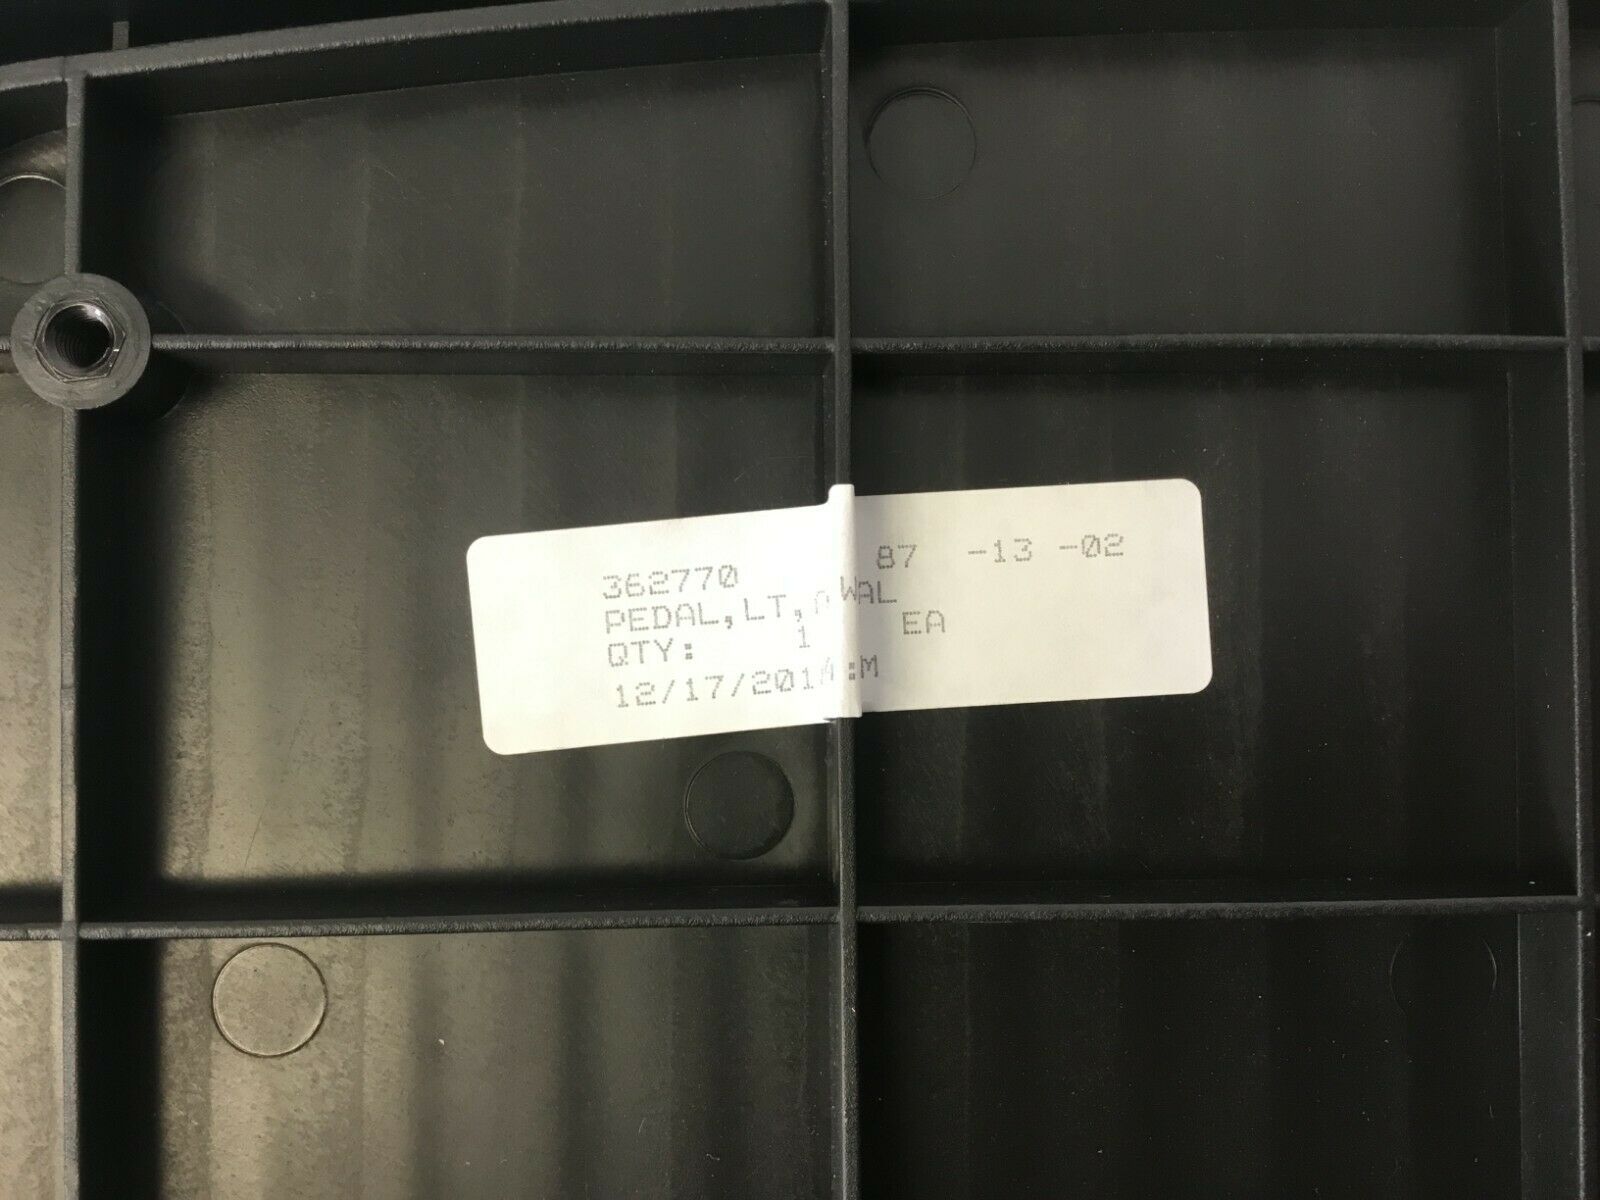 362770 87 -13 -02
PEDAL,LT,
QTY: 1 EA
12/17/2014:M